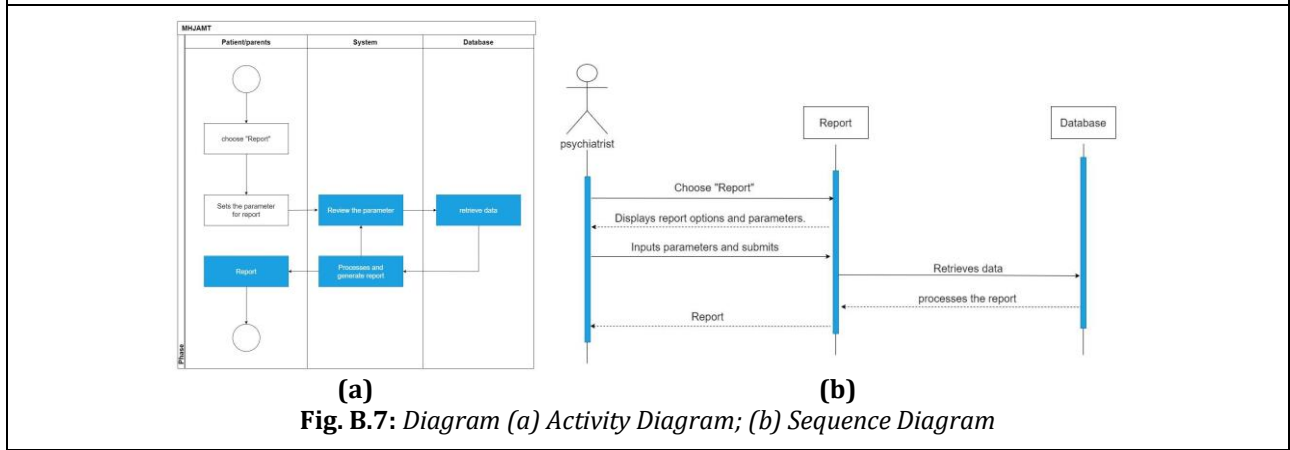 MHJAMT
Patient/parents
System
Database
choose "Report"
Sets the parameter
for report
Review the parameter
retrieve data
Report
Processes and
generate report
Phase
psychiatrist
Report
Database
Choose "Report"
Displays report options and parameters.
Inputs parameters and submits
Retrieves data
processes the report
Report
(a)
(b)
Fig. B.7: Diagram (a) Activity Diagram; (b) Sequence Diagram